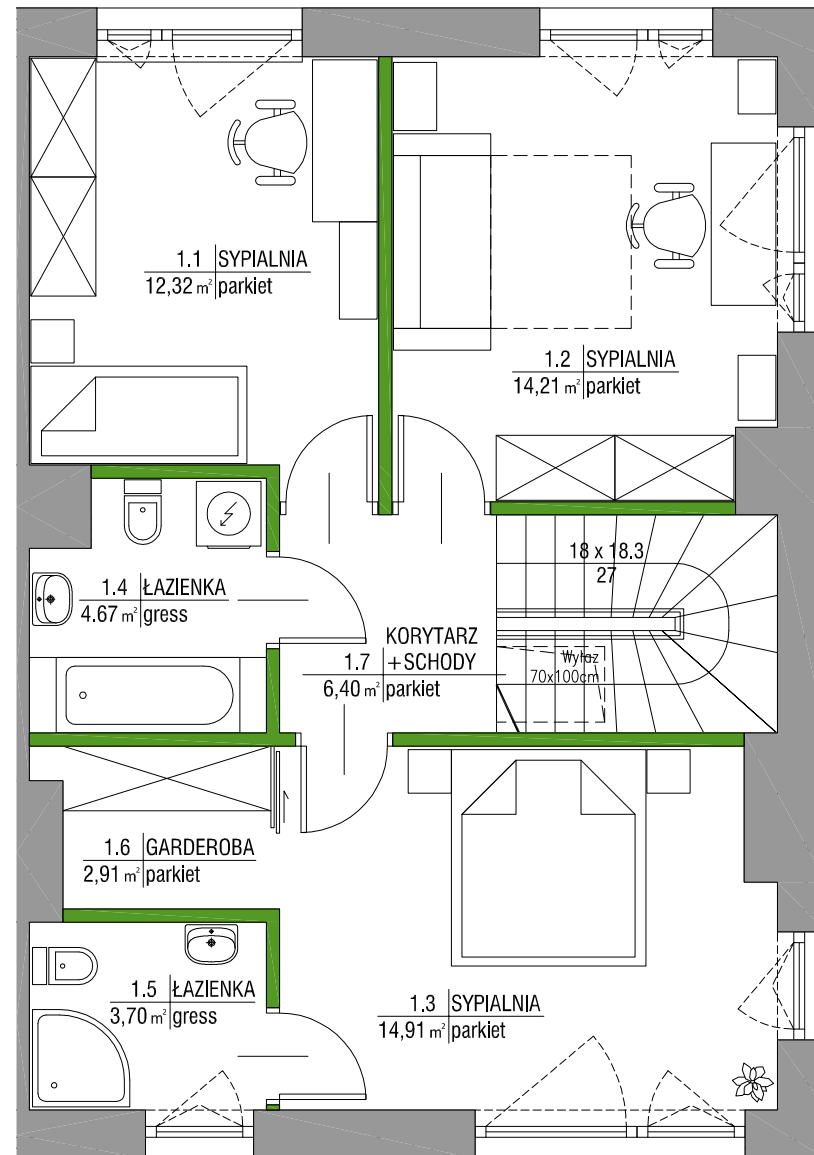 1.1 SYPIALNIA
12,32 m² parkiet
1.2 SYPIALNIA
14,21 m² parkiet
18 x 18.3
27
1.4 ŁAZIENKA
4.67 m² gress
KORYTARZ
1.7 +SCHODY
6,40 m² parkiet
Wyłaz
70x100cm
1.6 GARDEROBA
2,91 m² parkiet
1.5 ŁAZIENKA
3,70 m² gress
1.3 SYPIALNIA
14,91 m² parkiet